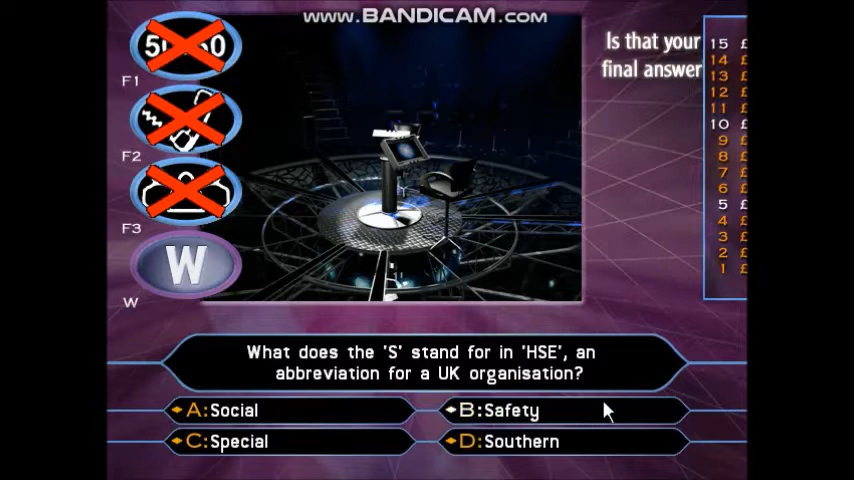 www.BANDICAM.com
Is that your
final answer
F1
F2
F3
W
W
15 £
14 £
13 £
12 £
11 £
10 £
9 £
8 £
7 £
6 £
5 £
4 £
3 £
2 £
1 £
What does the 'S' stand for in 'HSE', an
abbreviation for a UK organisation?
A:Social
B:Safety
C:Special
D:Southern